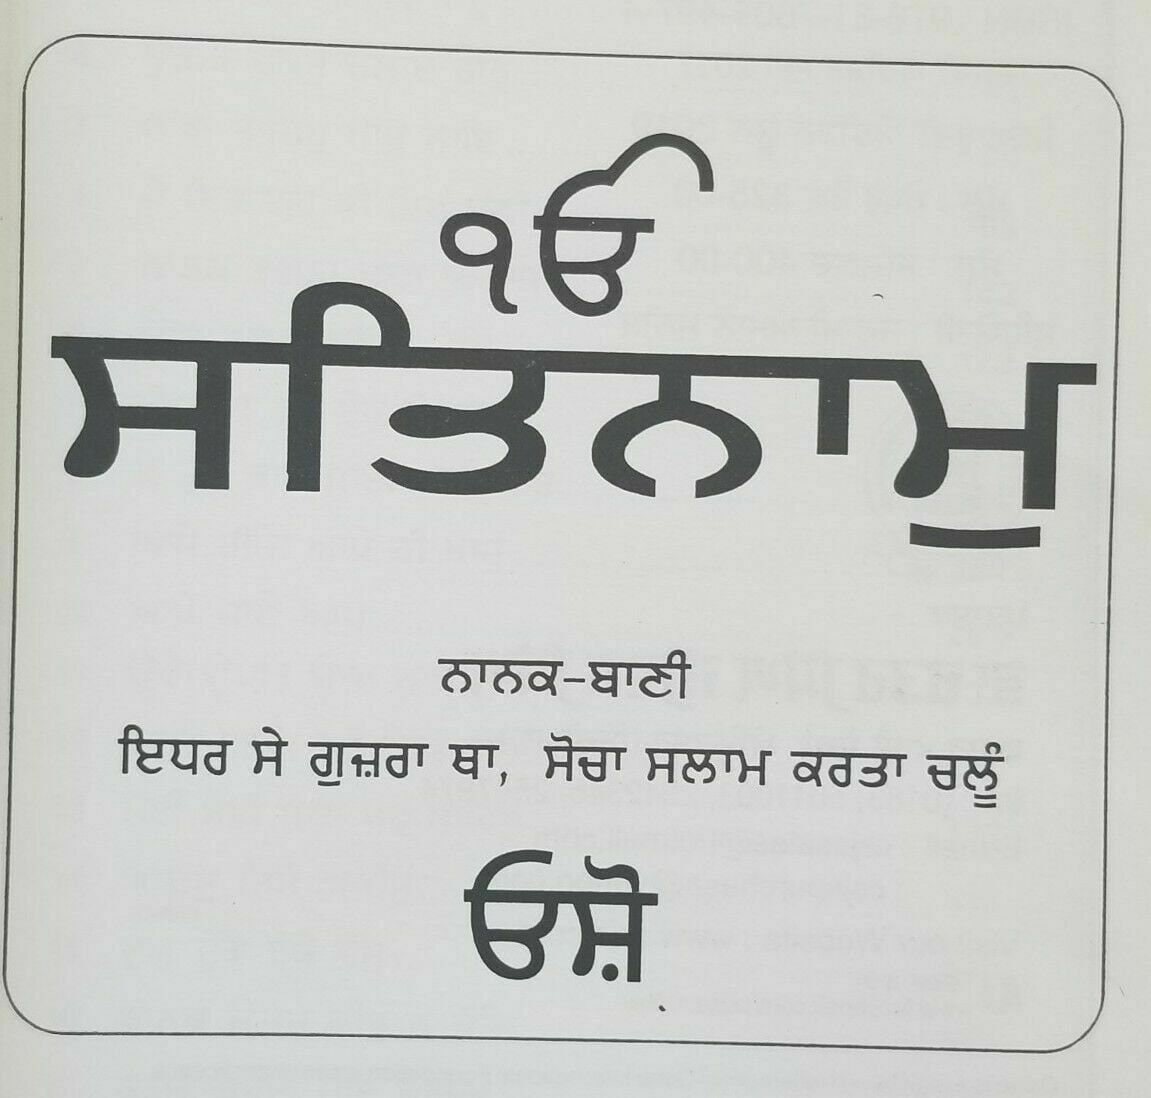 ੴ
ਸਤਿਨਾਮੁ
ਨਾਨਕ-ਬਾਣੀ
ਇਧਰ ਸੇ ਗੁਜ਼ਰਾ ਥਾ, ਸੋਚਾ ਸਲਾਮ ਕਰਤਾ ਚਲੂੰ
ਓਸ਼ੋ